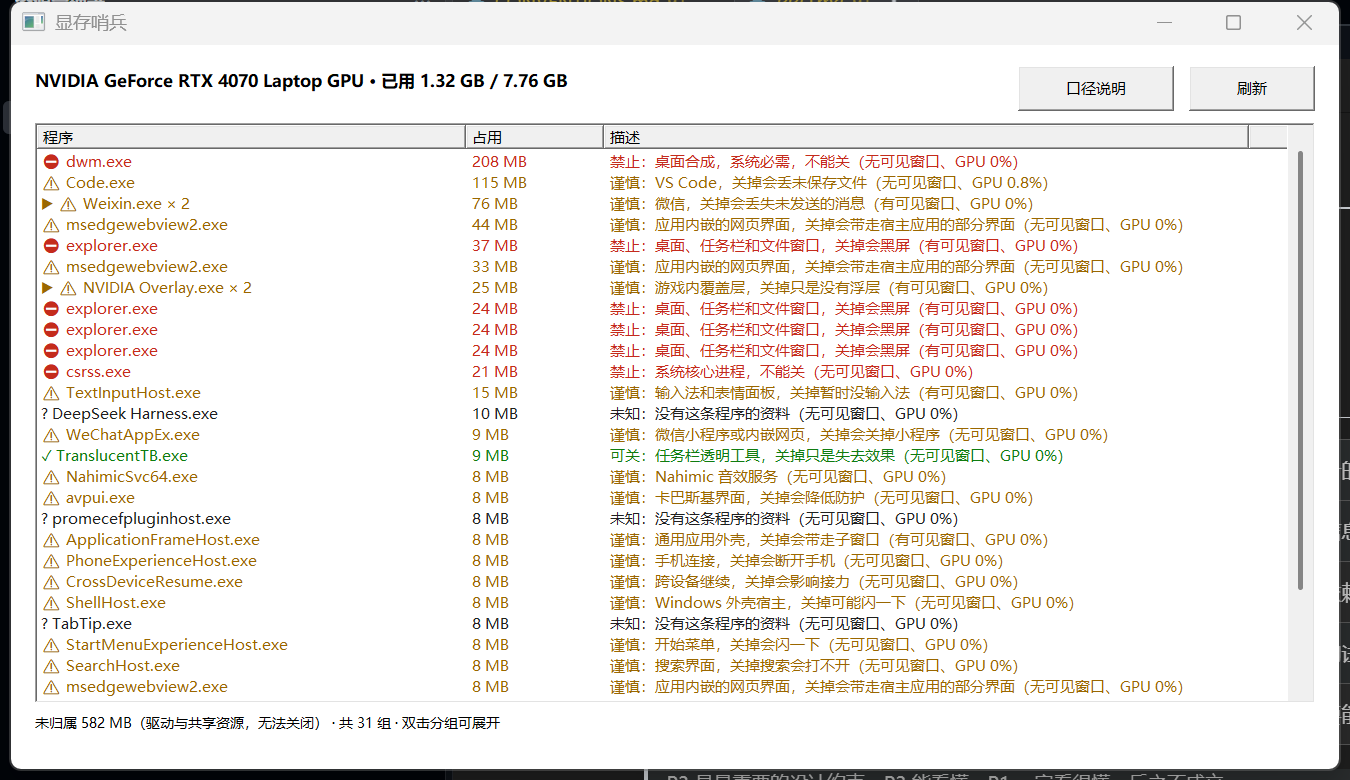 显存哨兵
NVIDIA GeForce RTX 4070 Laptop GPU • 已用 1.32 GB / 7.76 GB
口径说明
刷新
程序 占用 描述
dwm.exe 208 MB 禁止：桌面合成，系统必需，不能关（无可见窗口、GPU 0%）
Code.exe 115 MB 谨慎：VS Code，关掉会丢未保存文件（无可见窗口、GPU 0.8%）
Weixin.exe × 2 76 MB 谨慎：微信，关掉会丢失未发送的消息（有可见窗口、GPU 0%）
msedgewebview2.exe 44 MB 谨慎：应用内嵌的网页界面，关掉会带走宿主应用的部分界面（无可见窗口、GPU 0%）
explorer.exe 37 MB 禁止：桌面、任务栏和文件窗口，关掉会黑屏（有可见窗口、GPU 0%）
msedgewebview2.exe 33 MB 谨慎：应用内嵌的网页界面，关掉会带走宿主应用的部分界面（无可见窗口、GPU 0%）
NVIDIA Overlay.exe × 2 25 MB 谨慎：游戏内覆盖层，关掉只是没有浮层（有可见窗口、GPU 0%）
explorer.exe 24 MB 禁止：桌面、任务栏和文件窗口，关掉会黑屏（有可见窗口、GPU 0%）
explorer.exe 24 MB 禁止：桌面、任务栏和文件窗口，关掉会黑屏（有可见窗口、GPU 0%）
explorer.exe 24 MB 禁止：桌面、任务栏和文件窗口，关掉会黑屏（有可见窗口、GPU 0%）
csrss.exe 21 MB 禁止：系统核心进程，不能关（无可见窗口、GPU 0%）
TextInputHost.exe 15 MB 谨慎：输入法和表情面板，关掉暂时没输入法（有可见窗口、GPU 0%）
? DeepSeek Harness.exe 10 MB 未知：没有这条程序的资料（无可见窗口、GPU 0%）
WeChatAppEx.exe 9 MB 谨慎：微信小程序或内嵌网页，关掉会关掉小程序（无可见窗口、GPU 0%）
✓ TranslucentTB.exe 9 MB 可关：任务栏透明工具，关掉只是失去效果（无可见窗口、GPU 0%）
NahimicSvc64.exe 8 MB 谨慎：Nahimic 音效服务（无可见窗口、GPU 0%）
avpui.exe 8 MB 谨慎：卡巴斯基界面，关掉会降低防护（无可见窗口、GPU 0%）
? promecefpluginhost.exe 8 MB 未知：没有这条程序的资料（无可见窗口、GPU 0%）
ApplicationFrameHost.exe 8 MB 谨慎：通用应用外壳，关掉会带走子窗口（有可见窗口、GPU 0%）
PhoneExperienceHost.exe 8 MB 谨慎：手机连接，关掉会断开手机（无可见窗口、GPU 0%）
CrossDeviceResume.exe 8 MB 谨慎：跨设备继续，关掉会影响接力（无可见窗口、GPU 0%）
ShellHost.exe 8 MB 谨慎：Windows 外壳宿主，关掉可能闪一下（无可见窗口、GPU 0%）
? TabTip.exe 8 MB 未知：没有这条程序的资料（无可见窗口、GPU 0%）
StartMenuExperienceHost.exe 8 MB 谨慎：开始菜单，关掉会闪一下（无可见窗口、GPU 0%）
SearchHost.exe 8 MB 谨慎：搜索界面，关掉搜索会打不开（无可见窗口、GPU 0%）
msedgewebview2.exe 8 MB 谨慎：应用内嵌的网页界面，关掉会带走宿主应用的部分界面（无可见窗口、GPU 0%）
未归属 582 MB（驱动与共享资源，无法关闭） · 共 31 组 · 双击分组可展开